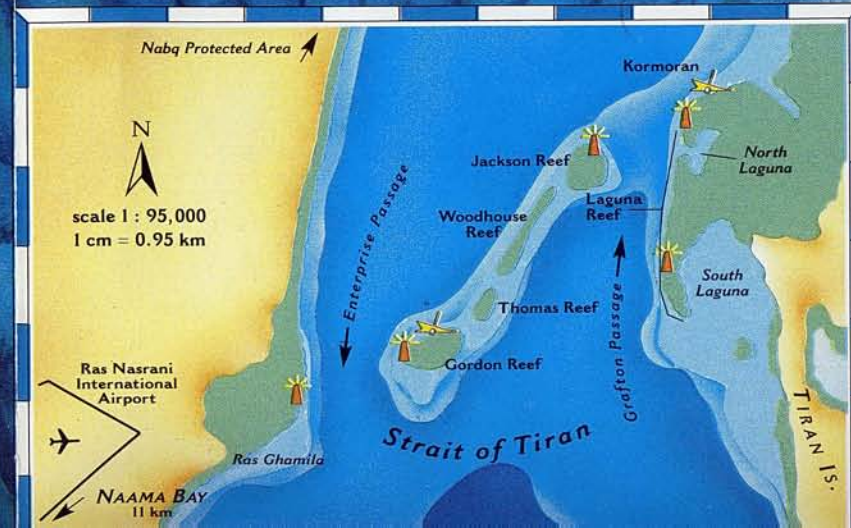 Nabq Protected Area
N
scale 1 : 95,000
1 cm = 0.95 km
Kormoran
Jackson Reef
North
Laguna
Laguna
Reef
Woodhouse
Reef
Enterprise Passage
Grafton Passage
South
Laguna
Thomas Reef
Gordon Reef
Ras Nasrani
International
Airport
Ras Ghamila
Strait of Tiran
TIRAN IS.
NAAMA BAY
11 km